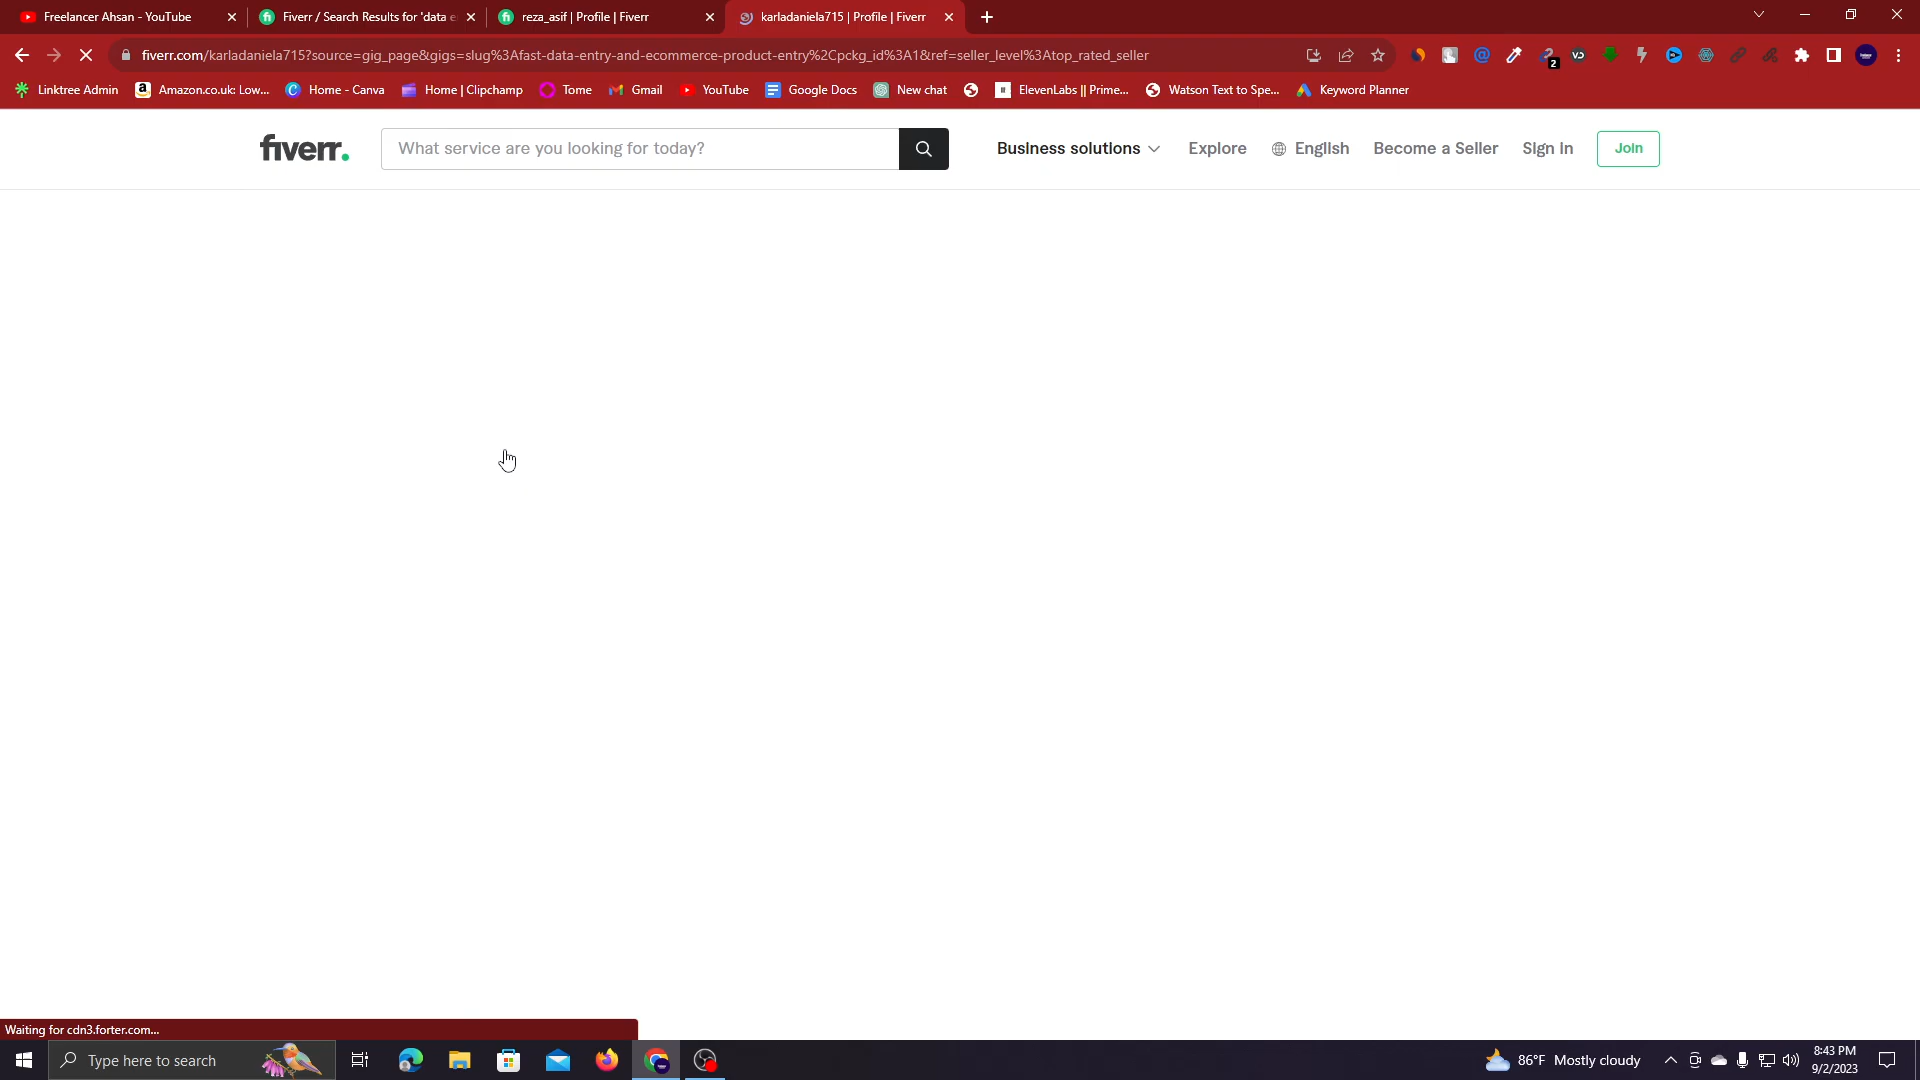 Freelancer Ahsan - YouTube
Fiverr / Search Results for 'data e
reza_asif | Profile | Fiverr
karladaniela715 | Profile | Fiverr
fiverr.com/karladaniela715?source=gig_page&gigs=slug%3Afast-data-entry-and-ecommerce-product-entry%2Cpckg_id%3A1&ref=seller_level%3Atop_rated_seller
2
Linktree Admin
Amazon.co.uk: Low...
Home - Canva
Home | Clipchamp
Tome
Gmail
YouTube
Google Docs
New chat
ElevenLabs || Prime...
Watson Text to Spe...
Keyword Planner
fiverr.
What service are you looking for today?
Business solutions
Explore
English
Become a Seller
Sign in
Join
Waiting for cdn3.forter.com...
Type here to search
86°F Mostly cloudy
8:43 PM
9/2/2023